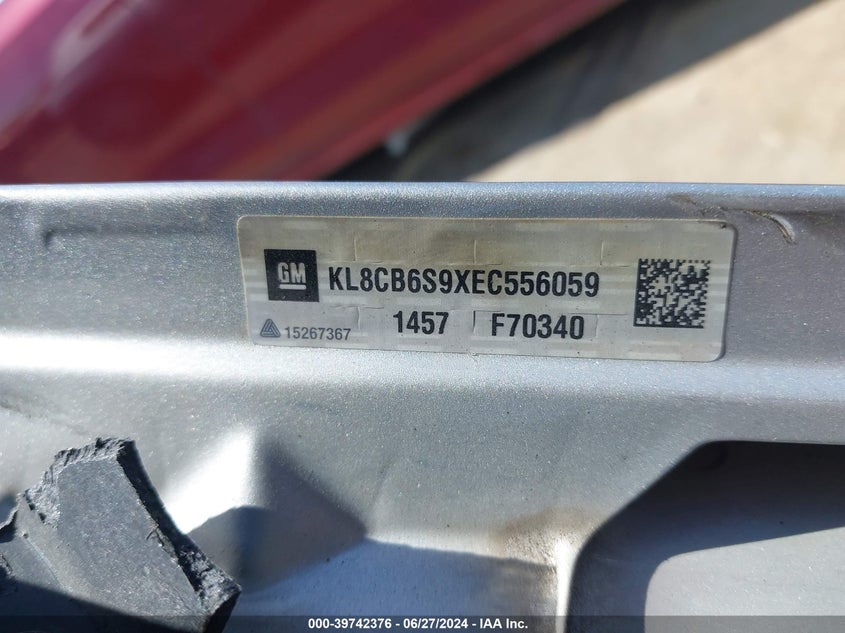 GM KL8CB6S9XEC556059
15267367 1457 F70340
000-39742376 - 06/27/2024 - IAA Inc.